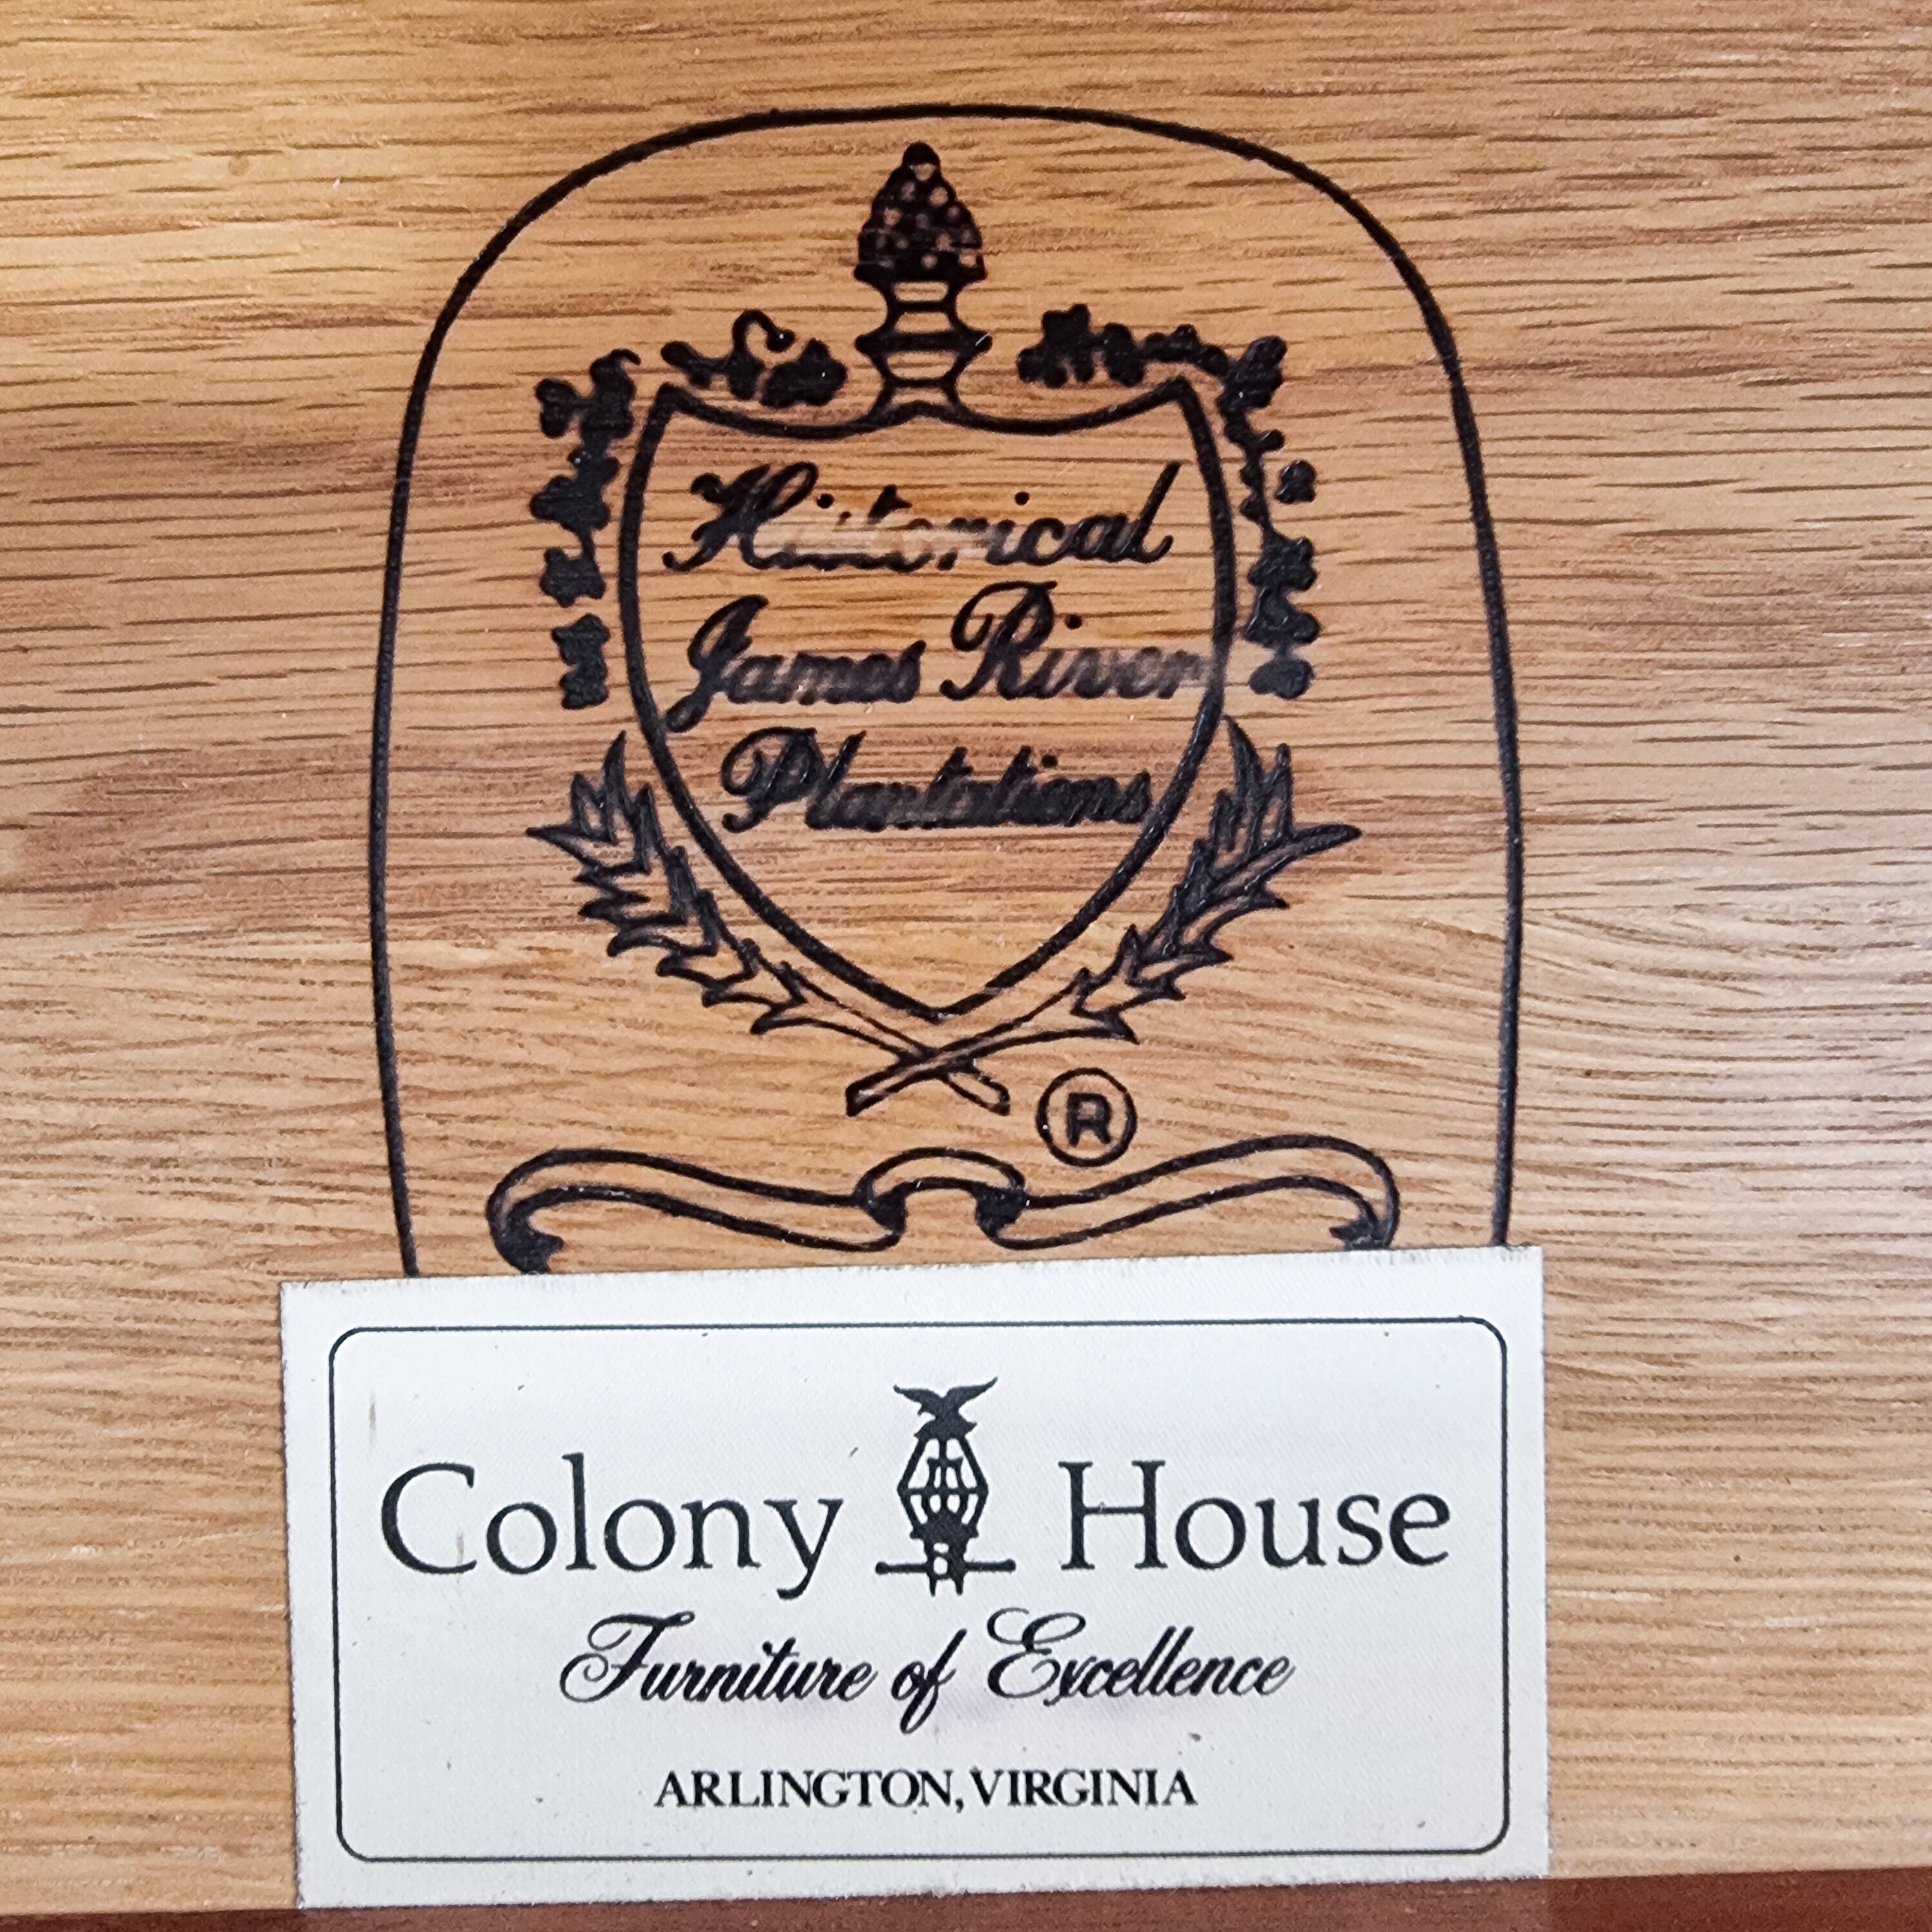 Historical
James River
Plantations
®
Colony House
Furniture of Excellence
ARLINGTON, VIRGINIA